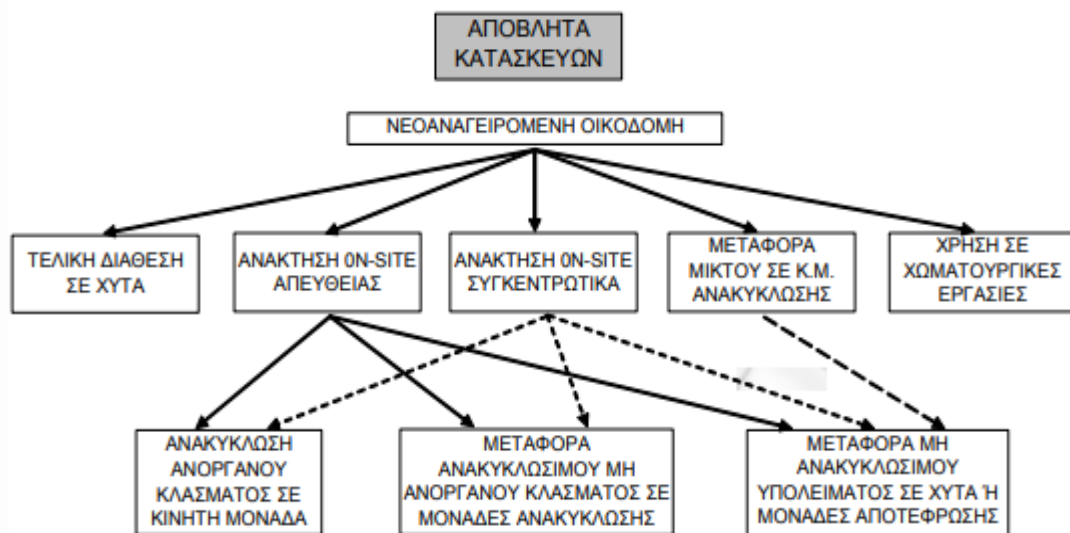 ΑΠΟΒΛΗΤΑ
ΚΑΤΑΣΚΕΥΩΝ
ΝΕΟΑΝΑΓΕΙΡΟΜΕΝΗ ΟΙΚΟΔΟΜΗ
ΤΕΛΙΚΗ ΔΙΑΘΕΣΗ
ΣΕ ΧΥΤΑ
ΑΝΑΚΤΗΣΗ 0N-SITE
ΑΠΕΥΘΕΙΑΣ
ΑΝΑΚΤΗΣΗ 0N-SITE
ΣΥΓΚΕΝΤΡΩΤΙΚΑ
ΜΕΤΑΦΟΡΑ
ΜΙΚΤΟΥ ΣΕ Κ.Μ.
ΑΝΑΚΥΚΛΩΣΗΣ
ΧΡΗΣΗ ΣΕ
ΧΩΜΑΤΟΥΡΓΙΚΕΣ
ΕΡΓΑΣΙΕΣ
ΑΝΑΚΥΚΛΩΣΗ
ΑΝΟΡΓΑΝΟΥ
ΚΛΑΣΜΑΤΟΣ ΣΕ
ΚΙΝΗΤΗ ΜΟΝΑΔΑ
ΜΕΤΑΦΟΡΑ
ΑΝΑΚΥΚΛΩΣΙΜΟΥ ΜΗ
ΑΝΟΡΓΑΝΟΥ ΚΛΑΣΜΑΤΟΣ ΣΕ
ΜΟΝΑΔΕΣ ΑΝΑΚΥΚΛΩΣΗΣ
ΜΕΤΑΦΟΡΑ ΜΗ
ΑΝΑΚΥΚΛΩΣΙΜΟΥ
ΥΠΟΛΕΙΜΑΤΟΣ ΣΕ ΧΥΤΑ Ή
ΜΟΝΑΔΕΣ ΑΠΟΤΕΦΡΩΣΗΣ